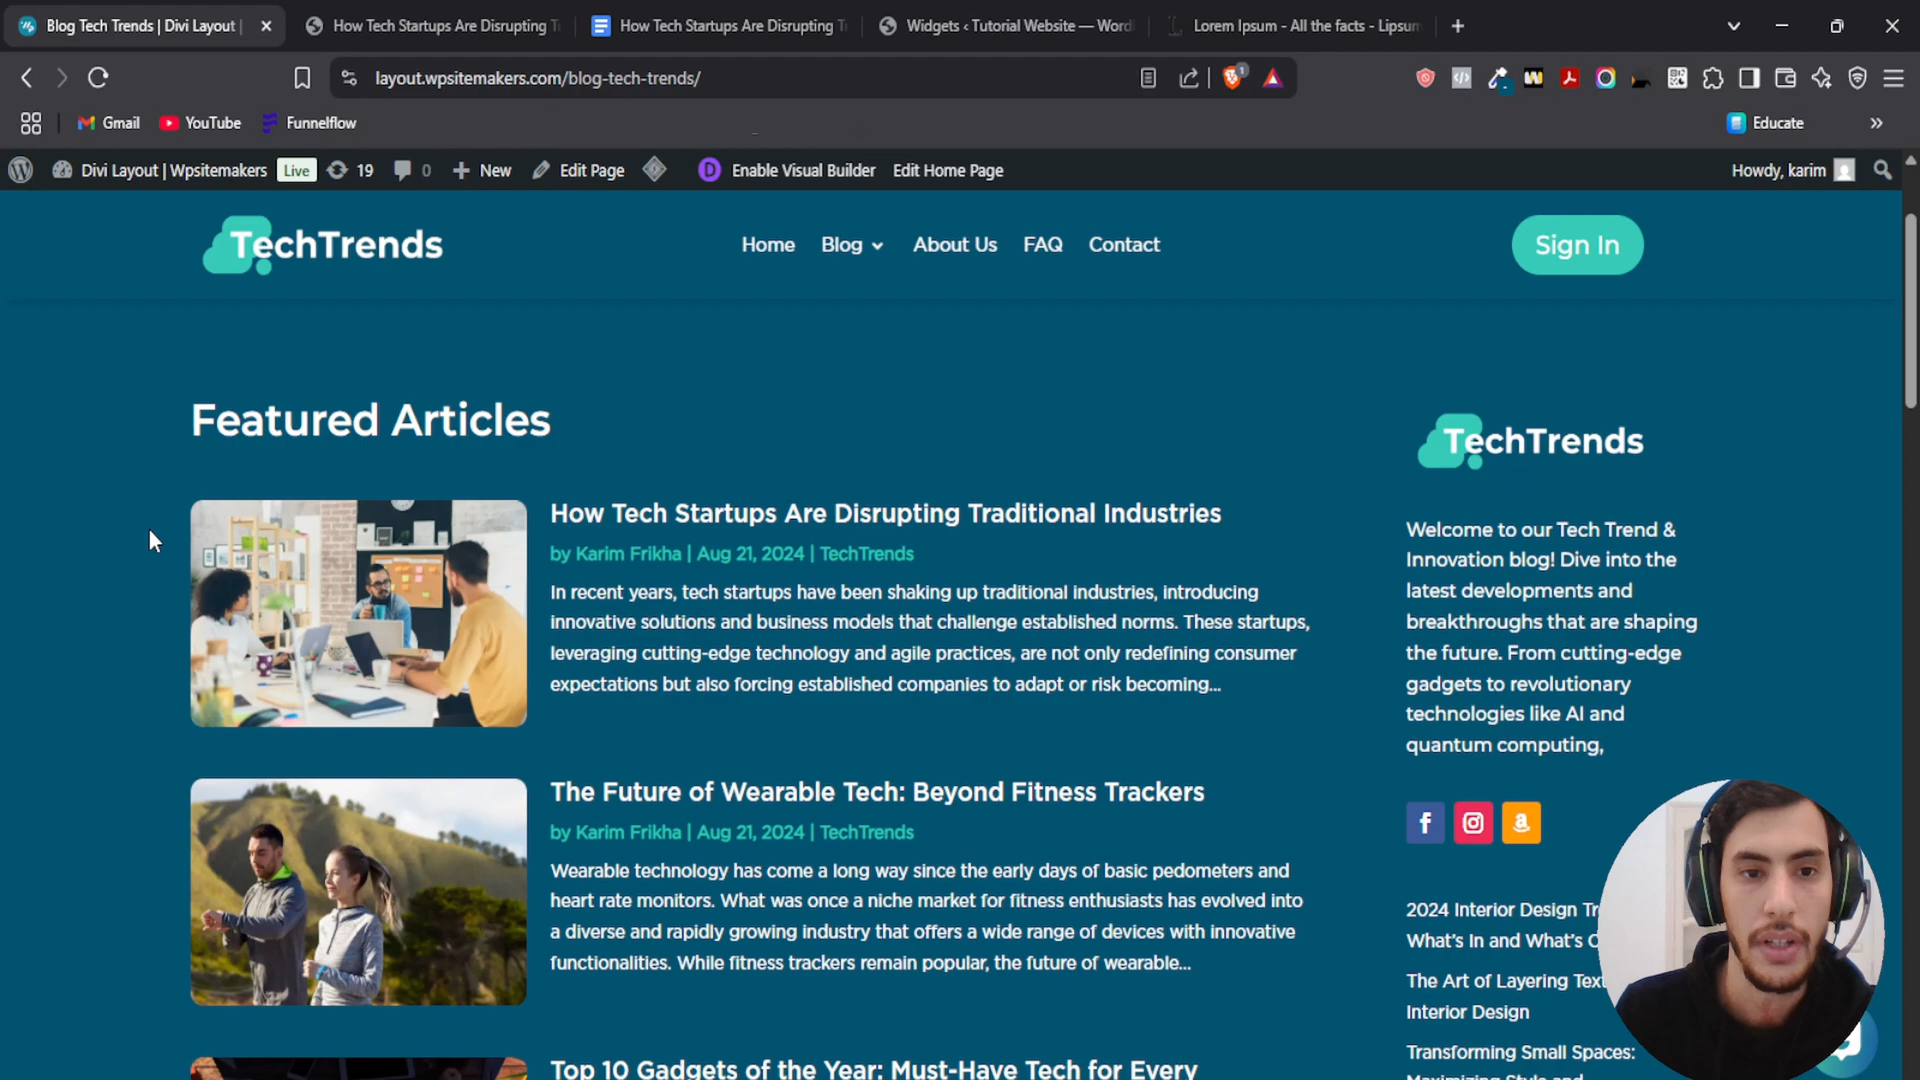 Blog Tech Trends | Divi Layout |
How Tech Startups Are Disrupting
How Tech Startups Are Disrupting
Widgets ‹ Tutorial Website — Word
Lorem Ipsum - All the facts - Lipsum
layout.wpsitemakers.com/blog-tech-trends/
1
Gmail
YouTube
Funnelflow
Educate
Divi Layout | Wpsitemakers
Live
19
0
New
Edit Page
D
Enable Visual Builder
Edit Home Page
Howdy, karim
TechTrends
Home
Blog
About Us
FAQ
Contact
Sign In
Featured Articles
How Tech Startups Are Disrupting Traditional Industries
by Karim Frikha | Aug 21, 2024 | TechTrends
In recent years, tech startups have been shaking up traditional industries, introducing
innovative solutions and business models that challenge established norms. These startups,
leveraging cutting-edge technology and agile practices, are not only redefining consumer
expectations but also forcing established companies to adapt or risk becoming...
The Future of Wearable Tech: Beyond Fitness Trackers
by Karim Frikha | Aug 21, 2024 | TechTrends
Wearable technology has come a long way since the early days of basic pedometers and
heart rate monitors. What was once a niche market for fitness enthusiasts has evolved into
a diverse and rapidly growing industry that offers a wide range of devices with innovative
functionalities. While fitness trackers remain popular, the future of wearable...
Top 10 Gadgets of the Year: Must-Have Tech for Every
TechTrends
Welcome to our Tech Trend &
Innovation blog! Dive into the
latest developments and
breakthroughs that are shaping
the future. From cutting-edge
gadgets to revolutionary
technologies like AI and
quantum computing,
2024 Interior Design
What's In and What's
The Art of Layering
Interior Design
Transforming Small Spaces:
Maximizing Style and